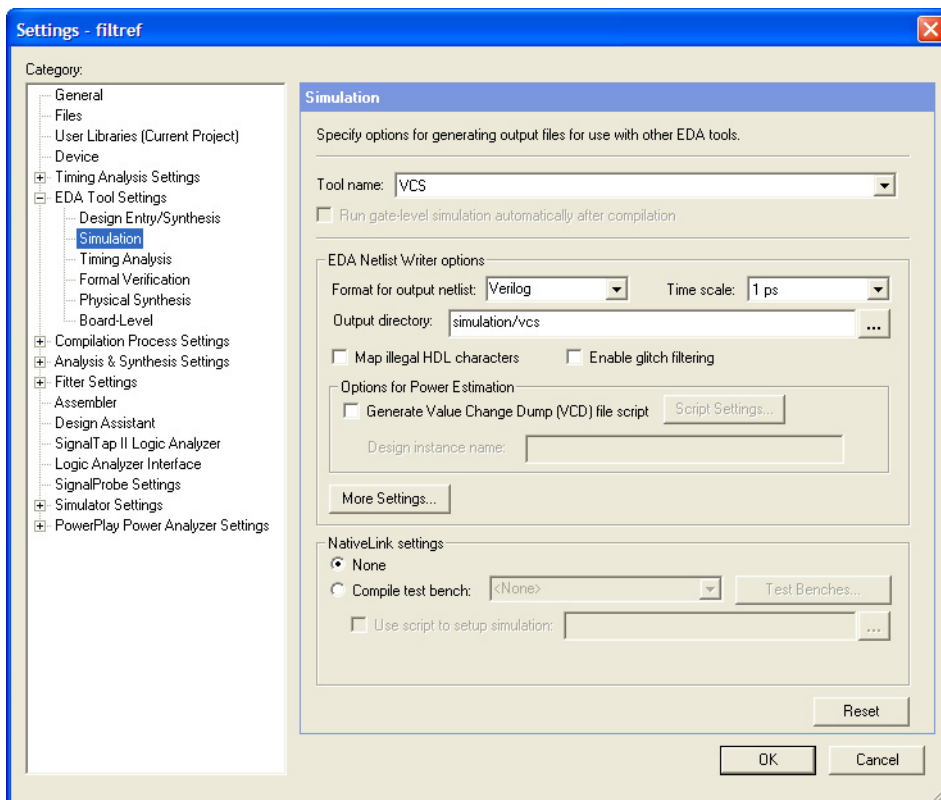 Settings - filtref
Category:
General
Files
User Libraries (Current Project)
Device
Timing Analysis Settings
EDA Tool Settings
Design Entry/Synthesis
Simulation
Timing Analysis
Formal Verification
Physical Synthesis
Board-Level
Compilation Process Settings
Analysis & Synthesis Settings
Fitter Settings
Assembler
Design Assistant
SignalTap II Logic Analyzer
Logic Analyzer Interface
SignalProbe Settings
Simulator Settings
PowerPlay Power Analyzer Settings
Simulation
Specify options for generating output files for use with other EDA tools.
Tool name: VCS
Run gate-level simulation automatically after compilation
EDA Netlist Writer options
Format for output netlist: Verilog Time scale: 1 ps
Output directory: simulation/vcs ...
Map illegal HDL characters Enable glitch filtering
Options for Power Estimation
Generate Value Change Dump (VCD) file script Script Settings...
Design instance name:
More Settings...
NativeLink settings
None
Compile test bench: <None> Test Benches...
Use script to setup simulation: ...
Reset
OK Cancel